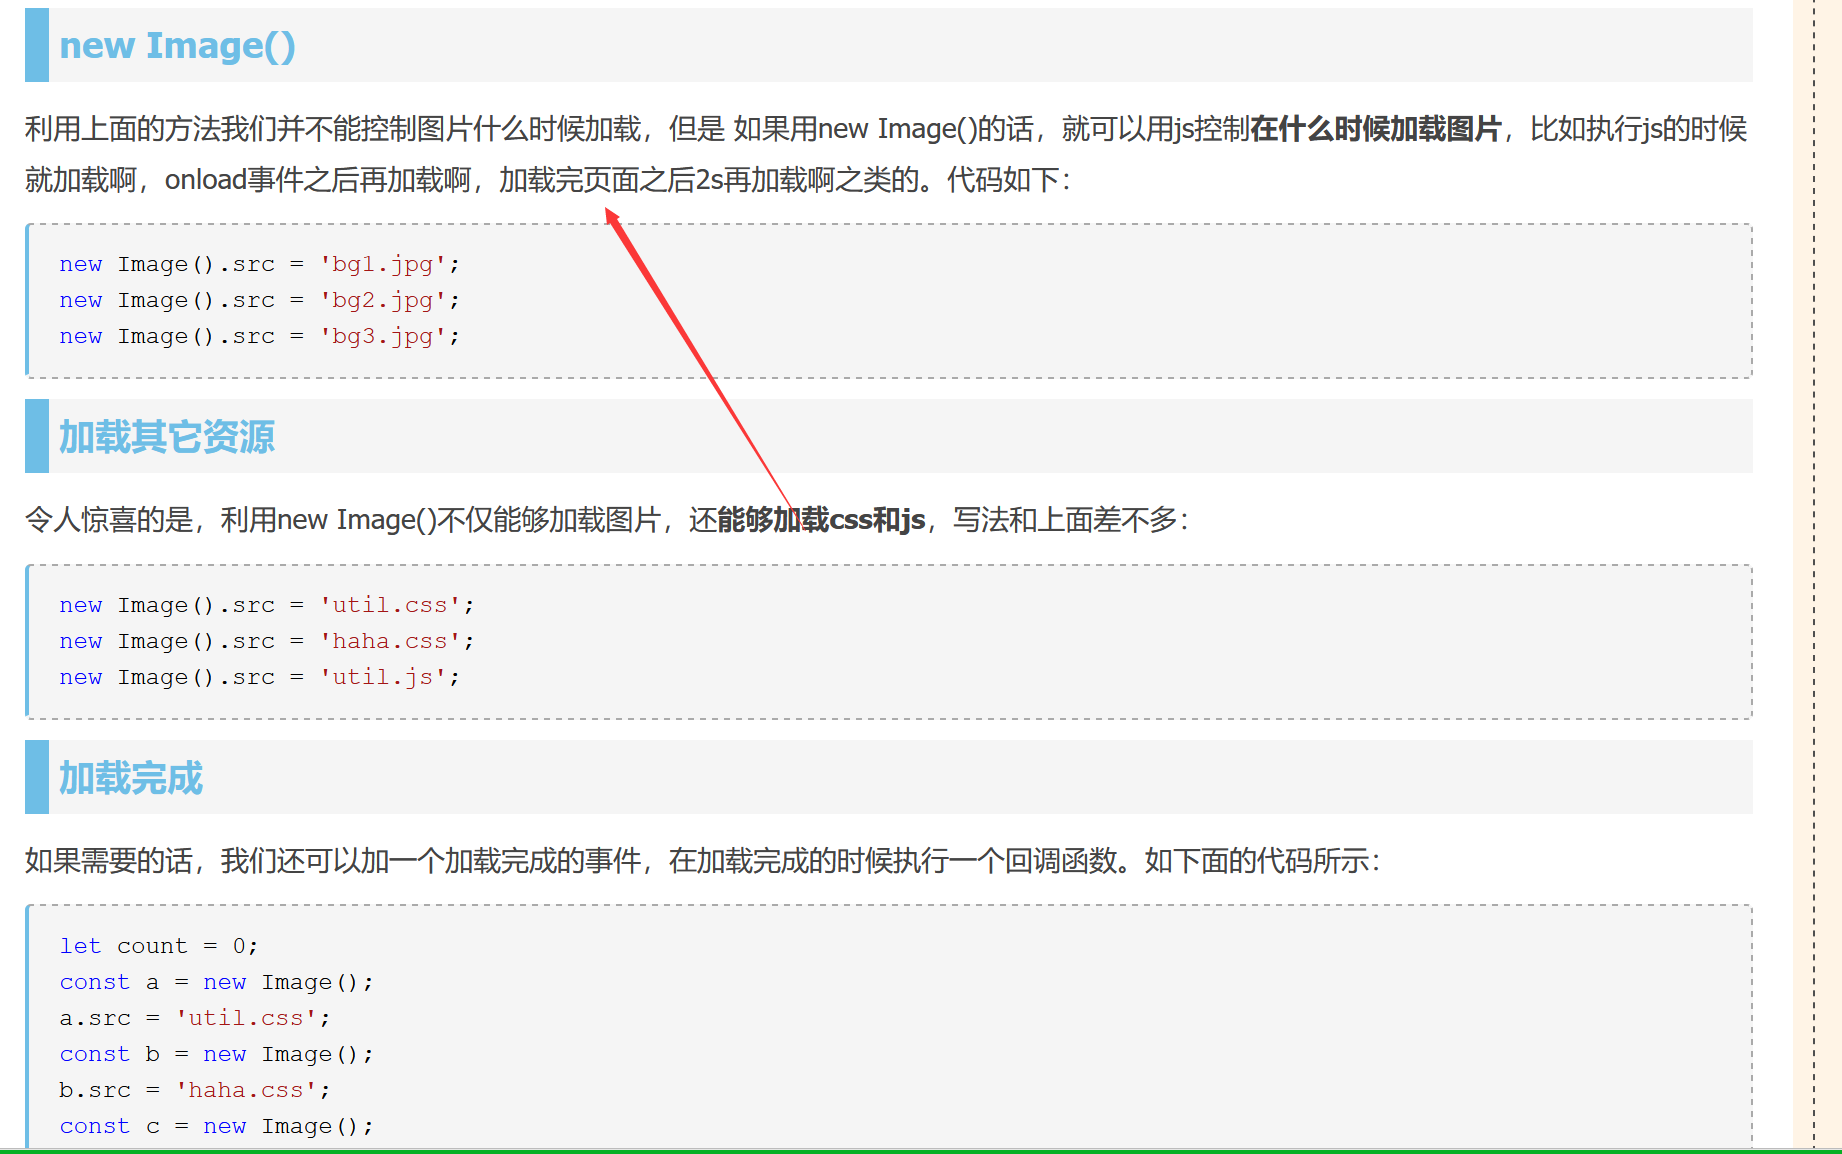 new Image()
利用上面的方法我们并不能控制图片什么时候加载，但是 如果用new Image()的话，就可以用js控制在什么时候加载图片，比如执行js的时候
就加载啊，onload事件之后再加载啊，加载完页面之后2s再加载啊之类的。代码如下：
new Image().src = 'bg1.jpg';
new Image().src = 'bg2.jpg';
new Image().src = 'bg3.jpg';
加载其它资源
令人惊喜的是，利用new Image()不仅能够加载图片，还能够加载css和js，写法和上面差不多：
new Image().src = 'util.css';
new Image().src = 'haha.css';
new Image().src = 'util.js';
加载完成
如果需要的话，我们还可以加一个加载完成的事件，在加载完成的时候执行一个回调函数。如下面的代码所示：
let count = 0;
const a = new Image();
a.src = 'util.css';
const b = new Image();
b.src = 'haha.css';
const c = new Image();